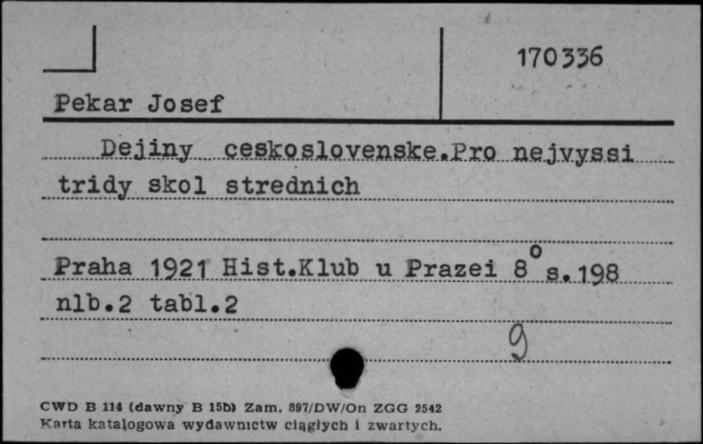 170336
Pekar Josef
Dejiny ceskoslovenske.Pro nejvyssi
tridy skol strednich
Praha 1921 Hist.Klub u Prazei 8° s.198
nlb.2 tabl.2
9
CWD B 114 (dawny B 15b) Zam. 897/DW/On ZGG 2542
Karta katalogowa wydawnictw ciągłych i zwartych.